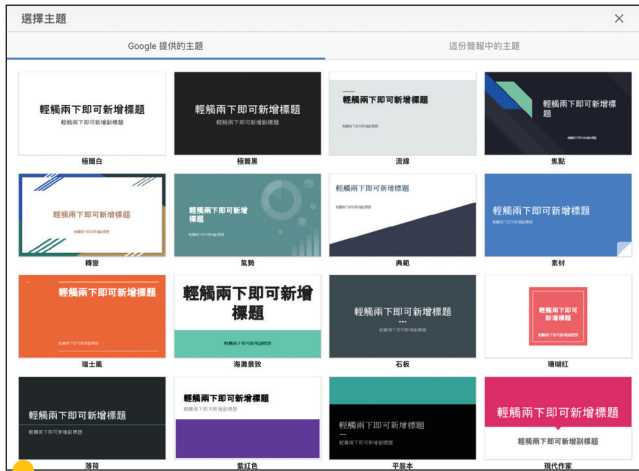 選擇主題
Google 提供的主題
這份簡報中的主題
輕觸兩下即可新增標題
輕觸兩下即可新增副標題
極簡白
輕觸兩下即可新增標題
輕觸兩下即可新增副標題
極簡黑
輕觸兩下即可新增標題
輕觸兩下即可新增副標題
流線
輕觸兩下即可新增標
題
輕觸兩下即可新增副標題
焦點
輕觸兩下即可新增標題
輕觸兩下即可新增副標題
轉變
輕觸兩下即可新增
標題
輕觸兩下即可新增副標題
氣勢
輕觸兩下即可新增標題
輕觸兩下即可新增副標題
典範
輕觸兩下即可新增標題
輕觸兩下即可新增副標題
素材
輕觸兩下即可新增標題
輕觸兩下即可新增副標題
瑞士風
輕觸兩下即可新增
標題
輕觸兩下即可新增副標題
海灘景致
輕觸兩下即可新增標題
輕觸兩下即可新增副標題
石板
輕觸兩下即可
新增標題
輕觸兩下即可新增副標題
珊瑚紅
輕觸兩下即可新增標題
輕觸兩下即可新增副標題
薄荷
輕觸兩下即可新增標題
輕觸兩下即可新增副標題
紫紅色
輕觸兩下即可新增標題
輕觸兩下即可新增副標題
平裝本
輕觸兩下即可新增標題
輕觸兩下即可新增副標題
現代作家